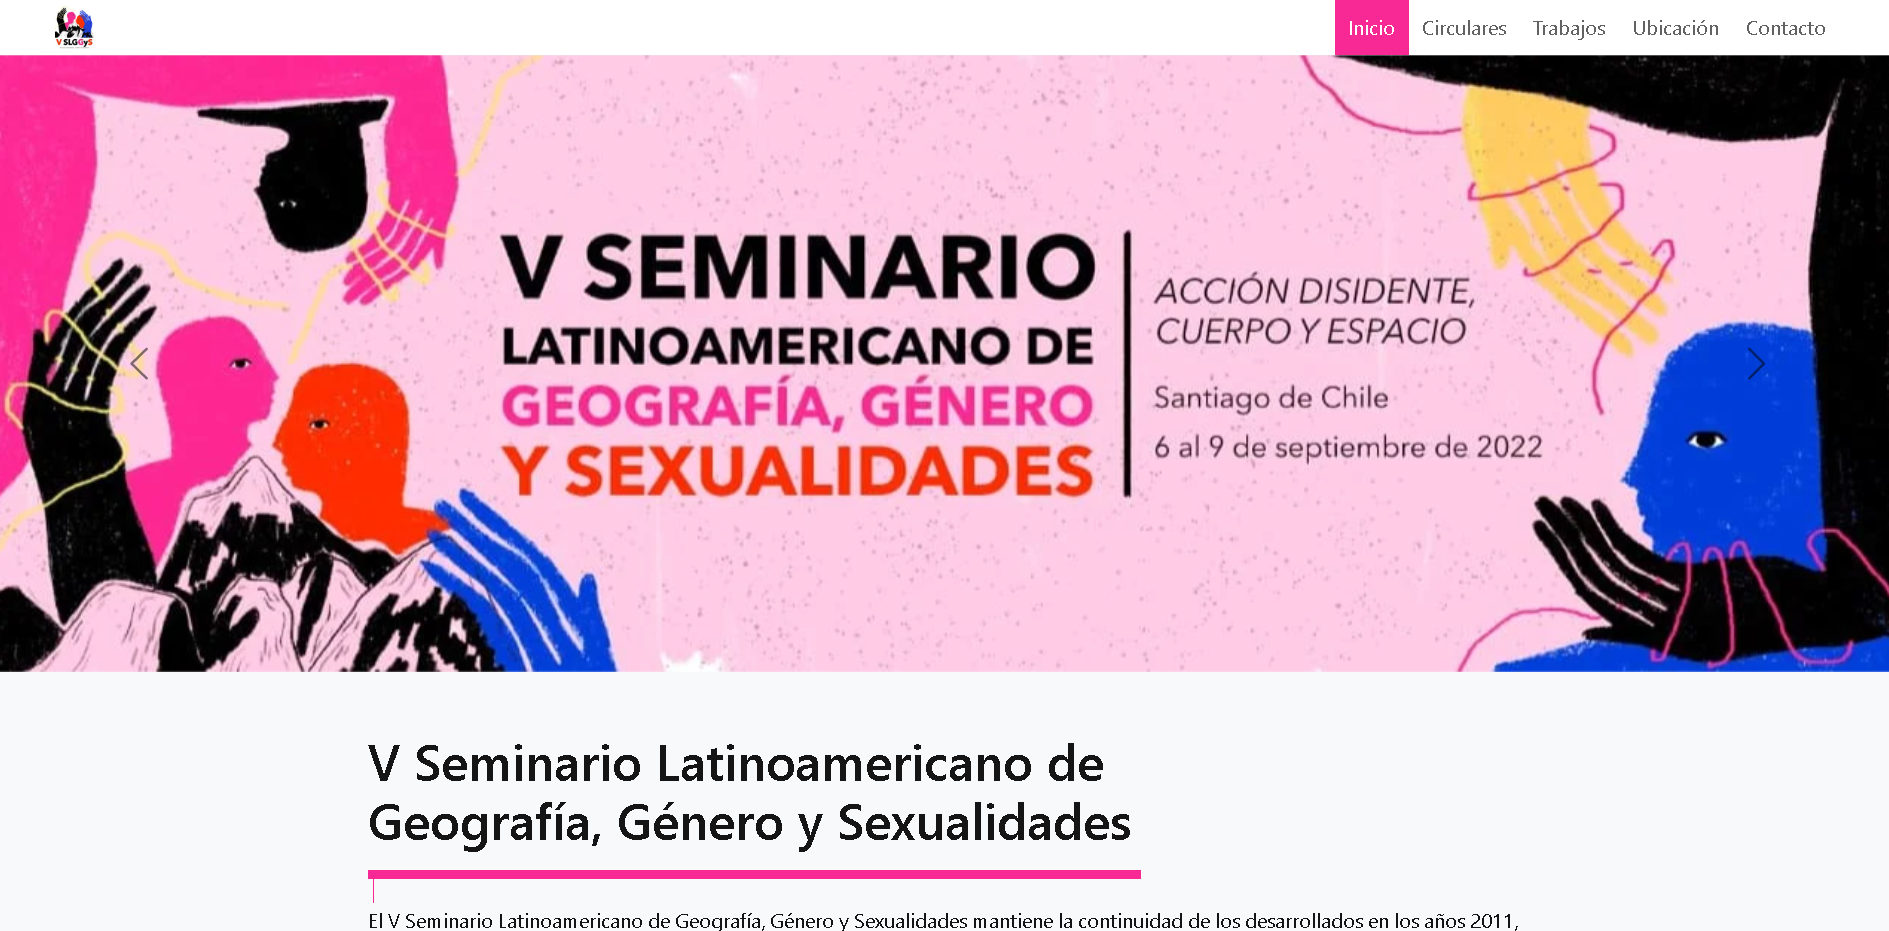 V SLGGyS
Inicio Circulares Trabajos Ubicación Contacto
V SEMINARIO
LATINOAMERICANO DE
GEOGRAFÍA, GÉNERO
Y SEXUALIDADES
ACCIÓN DISIDENTE,
CUERPO Y ESPACIO
Santiago de Chile
6 al 9 de septiembre de 2022
V Seminario Latinoamericano de
Geografía, Género y Sexualidades
El V Seminario Latinoamericano de Geografía, Género y Sexualidades mantiene la continuidad de los desarrollados en los años 2011,